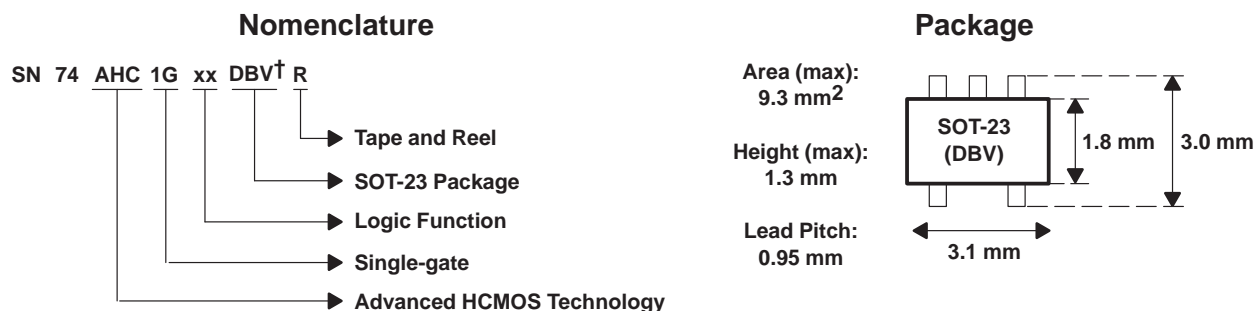 Nomenclature
SN 74 AHC 1G xx DBV† R
Tape and Reel
SOT-23 Package
Logic Function
Single-gate
Advanced HCMOS Technology
Package
Area (max):
9.3 mm2
Height (max):
1.3 mm
Lead Pitch:
0.95 mm
SOT-23
(DBV)
1.8 mm
3.0 mm
3.1 mm